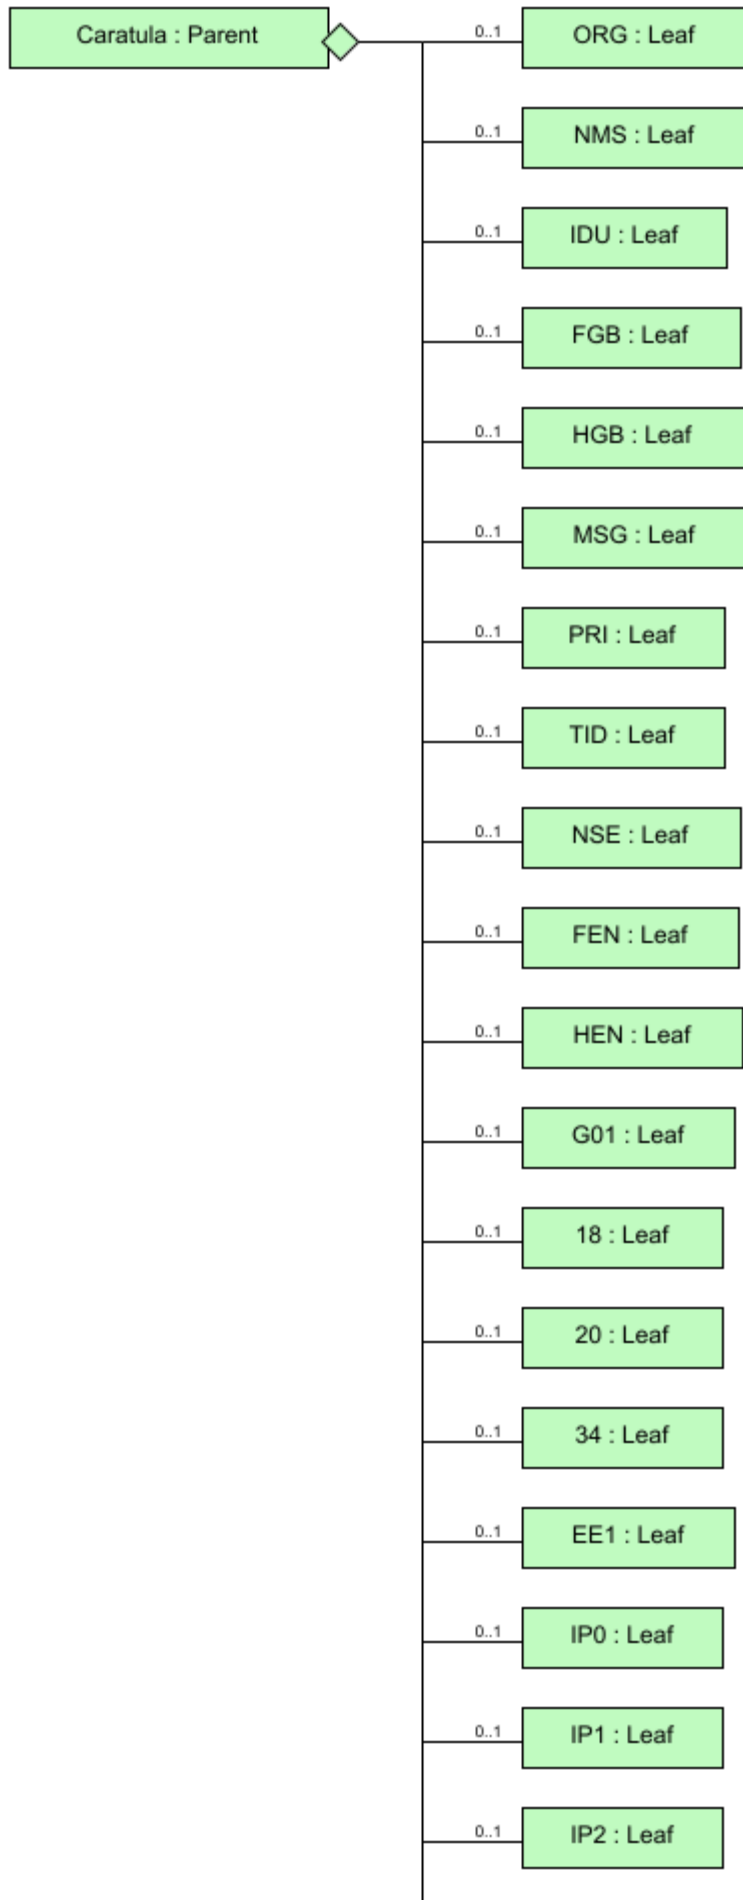 Caratula : Parent
0..1
ORG : Leaf
0..1
NMS : Leaf
0..1
IDU : Leaf
0..1
FGB : Leaf
0..1
HGB : Leaf
0..1
MSG : Leaf
0..1
PRI : Leaf
0..1
TID : Leaf
0..1
NSE : Leaf
0..1
FEN : Leaf
0..1
HEN : Leaf
0..1
G01 : Leaf
0..1
18 : Leaf
0..1
20 : Leaf
0..1
34 : Leaf
0..1
EE1 : Leaf
0..1
IP0 : Leaf
0..1
IP1 : Leaf
0..1
IP2 : Leaf